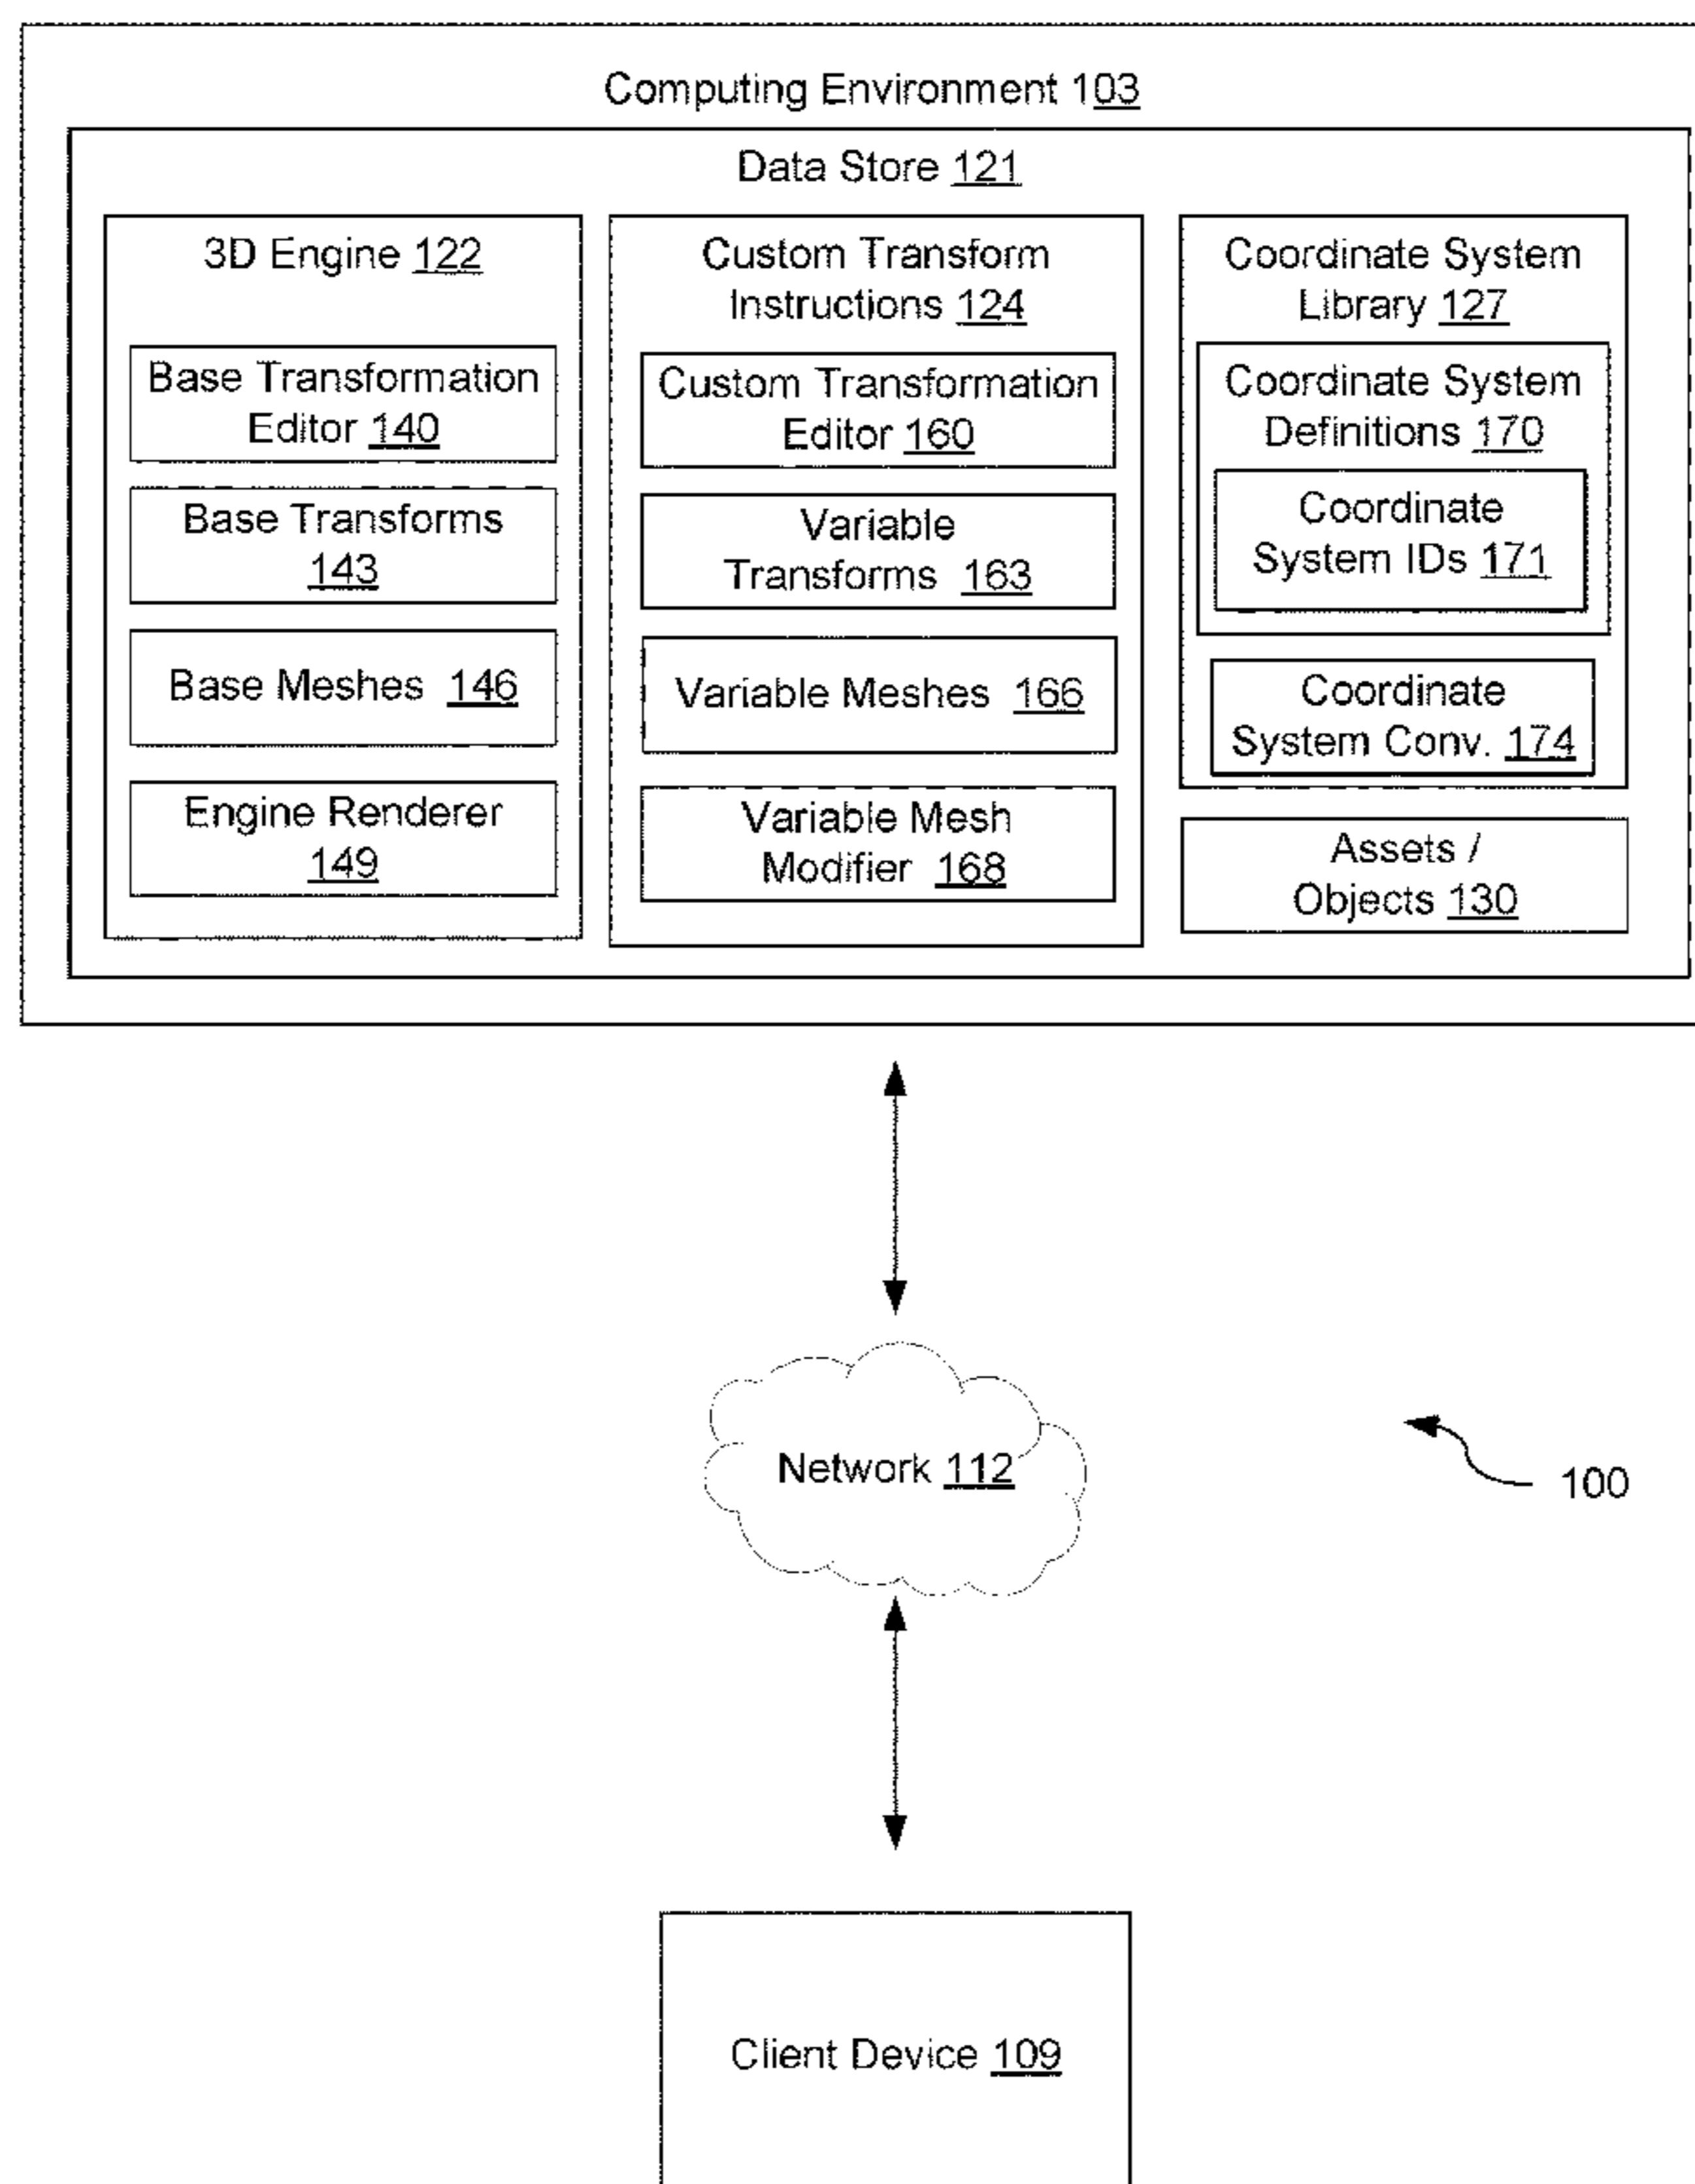 Computing Environment 103
Data Store 121
3D Engine 122
Base Transformation
Editor 140
Base Transforms
143
Base Meshes 146
Engine Renderer
149
Custom Transform
Instructions 124
Custom Transformation
Editor 160
Variable
Transforms 163
Variable Meshes 166
Variable Mesh
Modifier 168
Coordinate System
Library 127
Coordinate System
Definitions 170
Coordinate
System IDs 171
Coordinate
System Conv. 174
Assets /
Objects 130
Network 112
100
Client Device 109